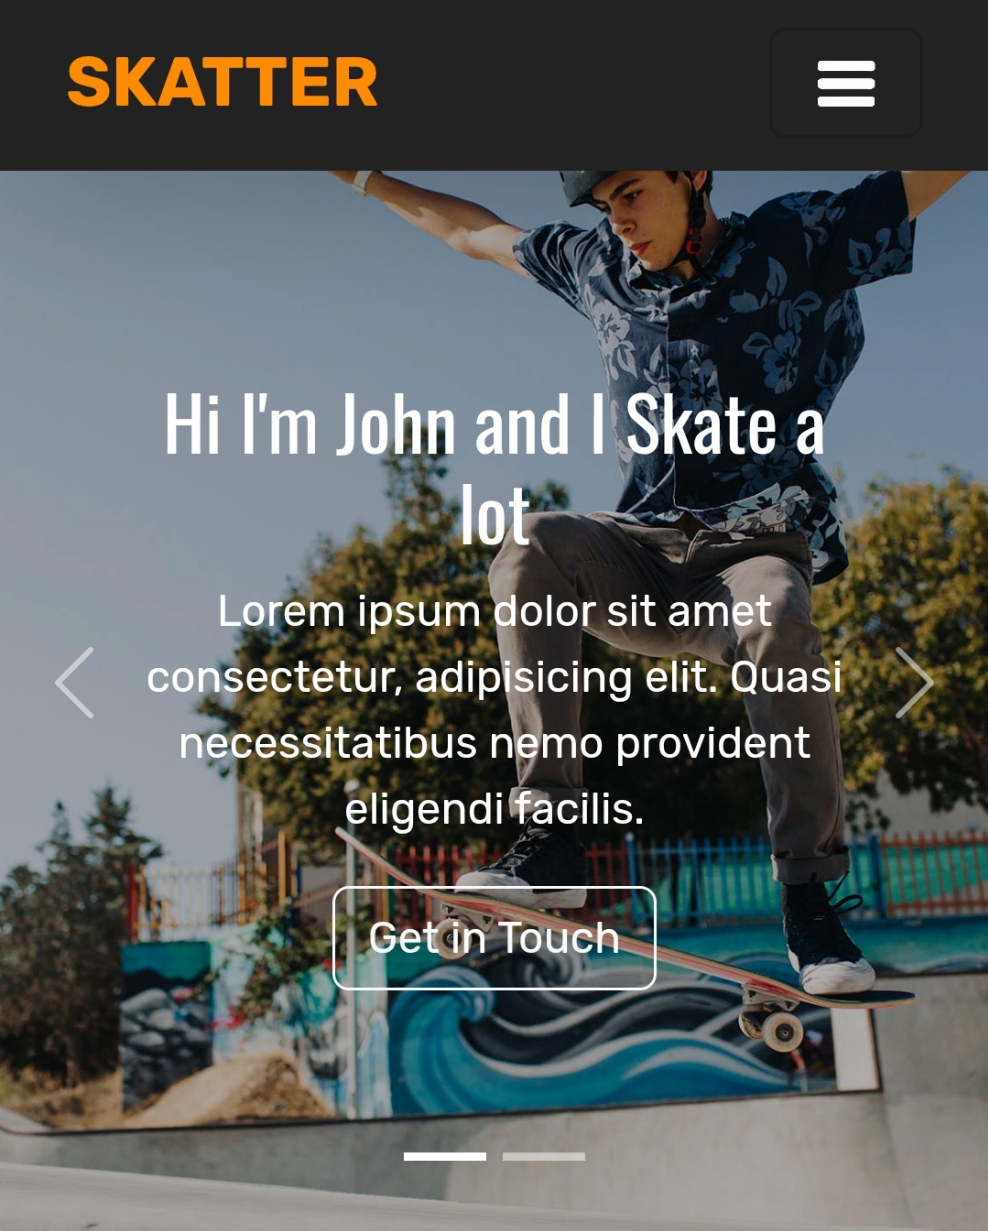 SKATTER
Hi I'm John and I Skate a
lot
Lorem ipsum dolor sit amet
consectetur, adipisicing elit. Quasi
necessitatibus nemo provident
eligendi facilis.
Get in Touch